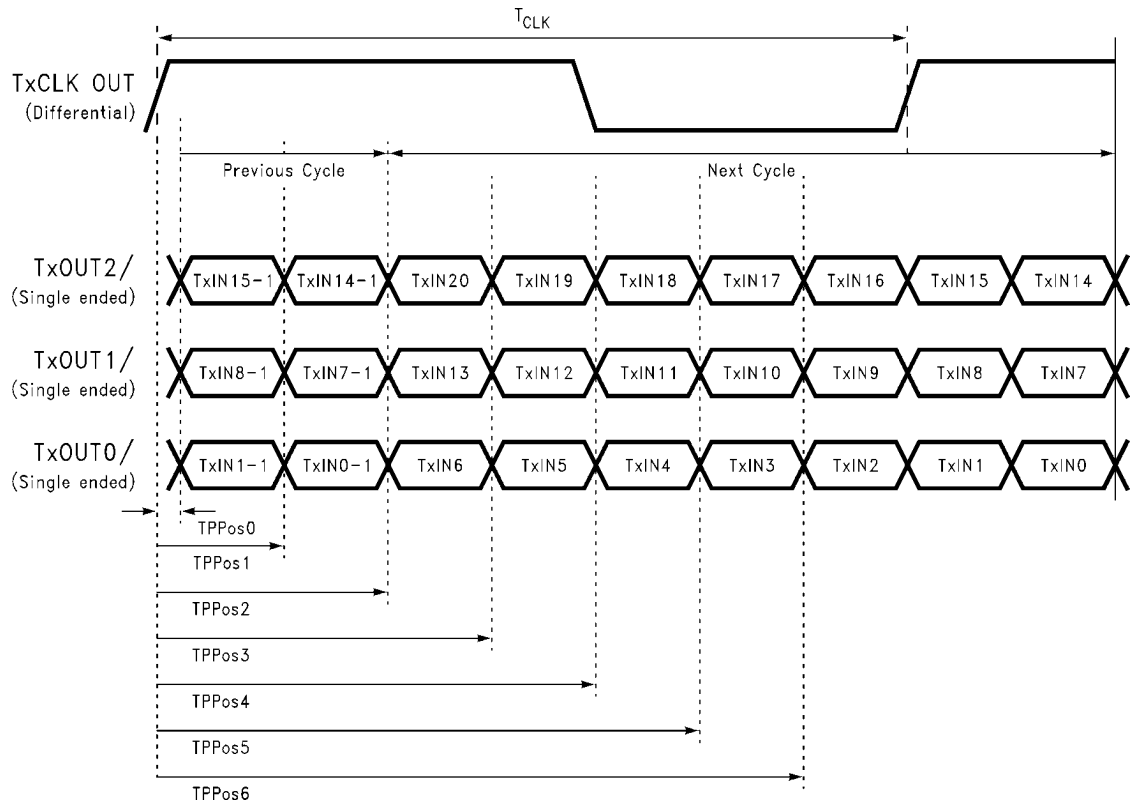 TCLK
TxCLK OUT
(Differential)
Previous Cycle
Next Cycle
TxOUT2/
(Single ended)
TxIN15-1 TxIN14-1 TxIN20 TxIN19 TxIN18 TxIN17 TxIN16 TxIN15 TxIN14
TxOUT1/
(Single ended)
TxIN8-1 TxIN7-1 TxIN13 TxIN12 TxIN11 TxIN10 TxIN9 TxIN8 TxIN7
TxOUT0/
(Single ended)
TxIN1-1 TxIN0-1 TxIN6 TxIN5 TxIN4 TxIN3 TxIN2 TxIN1 TxIN0
TPPos0
TPPos1
TPPos2
TPPos3
TPPos4
TPPos5
TPPos6